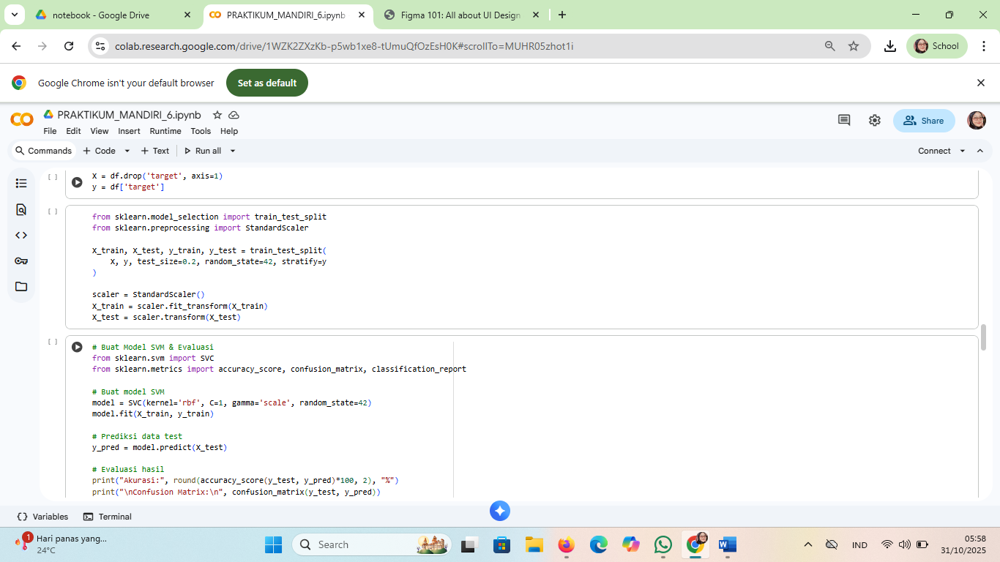 notebook - Google Drive
PRAKTIKUM_MANDIRI_6.ipynb
Figma 101: All about UI Design
colab.research.google.com/drive/1WZK2ZXzKb-p5wb1xe8-tUmuQfOzEsH0K#scrollTo=MUHR05zhot1i
School
Google Chrome isn't your default browser
Set as default
PRAKTIKUM_MANDIRI_6.ipynb
File Edit View Insert Runtime Tools Help
Share
Commands + Code + Text Run all
Connect
[ ]
X = df.drop('target', axis=1)
y = df['target']
[ ]
from sklearn.model_selection import train_test_split
from sklearn.preprocessing import StandardScaler
X_train, X_test, y_train, y_test = train_test_split(
X, y, test_size=0.2, random_state=42, stratify=y
)
scaler = StandardScaler()
X_train = scaler.fit_transform(X_train)
X_test = scaler.transform(X_test)
[ ]
# Buat Model SVM & Evaluasi
from sklearn.svm import SVC
from sklearn.metrics import accuracy_score, confusion_matrix, classification_report
# Buat model SVM
model = SVC(kernel='rbf', C=1, gamma='scale', random_state=42)
model.fit(X_train, y_train)
# Prediksi data test
y_pred = model.predict(X_test)
# Evaluasi hasil
print("Akurasi:", round(accuracy_score(y_test, y_pred)*100, 2), "%")
print("\nConfusion Matrix:\n", confusion_matrix(y_test, y_pred))
Variables Terminal
1
Hari panas yang...
24°C
Search
IND
05:58
31/10/2025